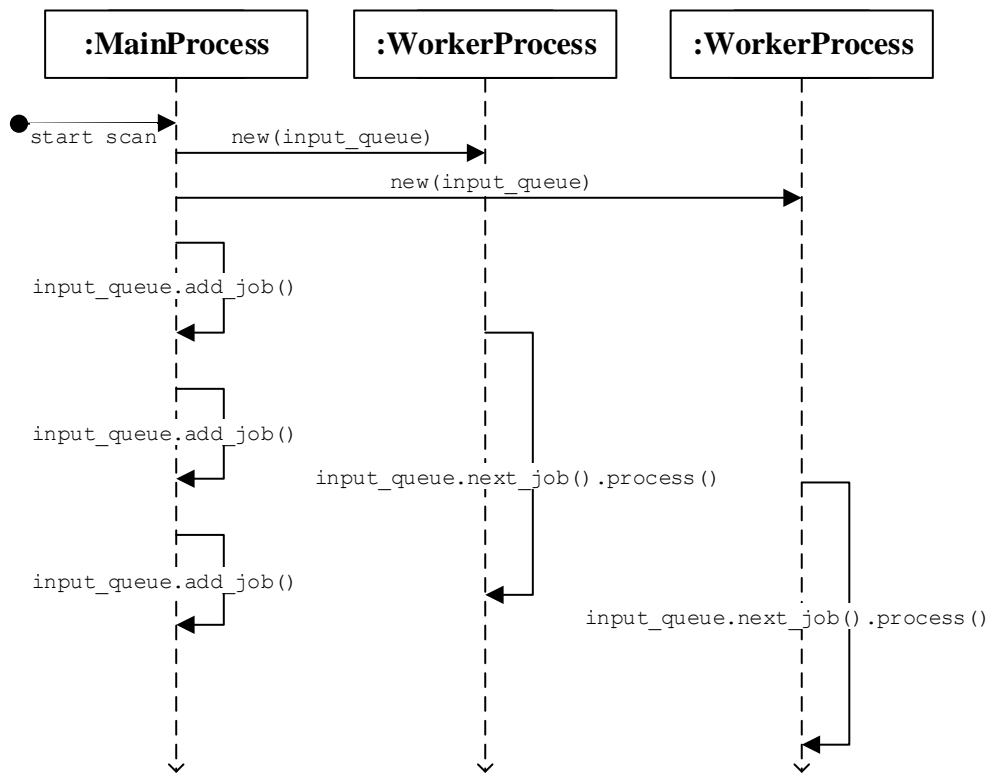 :MainProcess
:WorkerProcess
:WorkerProcess
start scan
new(input_queue)
new(input_queue)
input_queue.add_job()
input_queue.add_job()
input_queue.next_job().process()
input_queue.add_job()
input_queue.next_job().process()